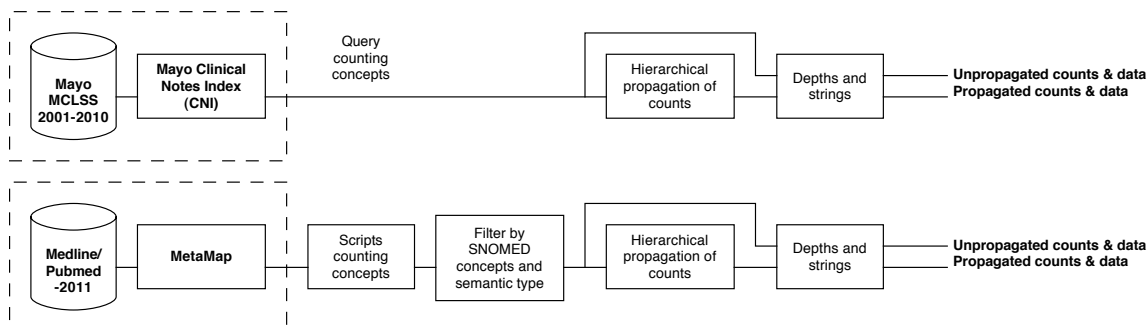 Mayo
MCLSS
2001-2010
Mayo Clinical
Notes Index
(CNI)
Query
counting
concepts
Hierarchical
propagation of
counts
Depths and
strings
Unpropagated counts & data
Propagated counts & data
Medline/
Pubmed
-2011
MetaMap
Scripts
counting
concepts
Filter by
SNOMED
concepts and
semantic type
Hierarchical
propagation of
counts
Depths and
strings
Unpropagated counts & data
Propagated counts & data